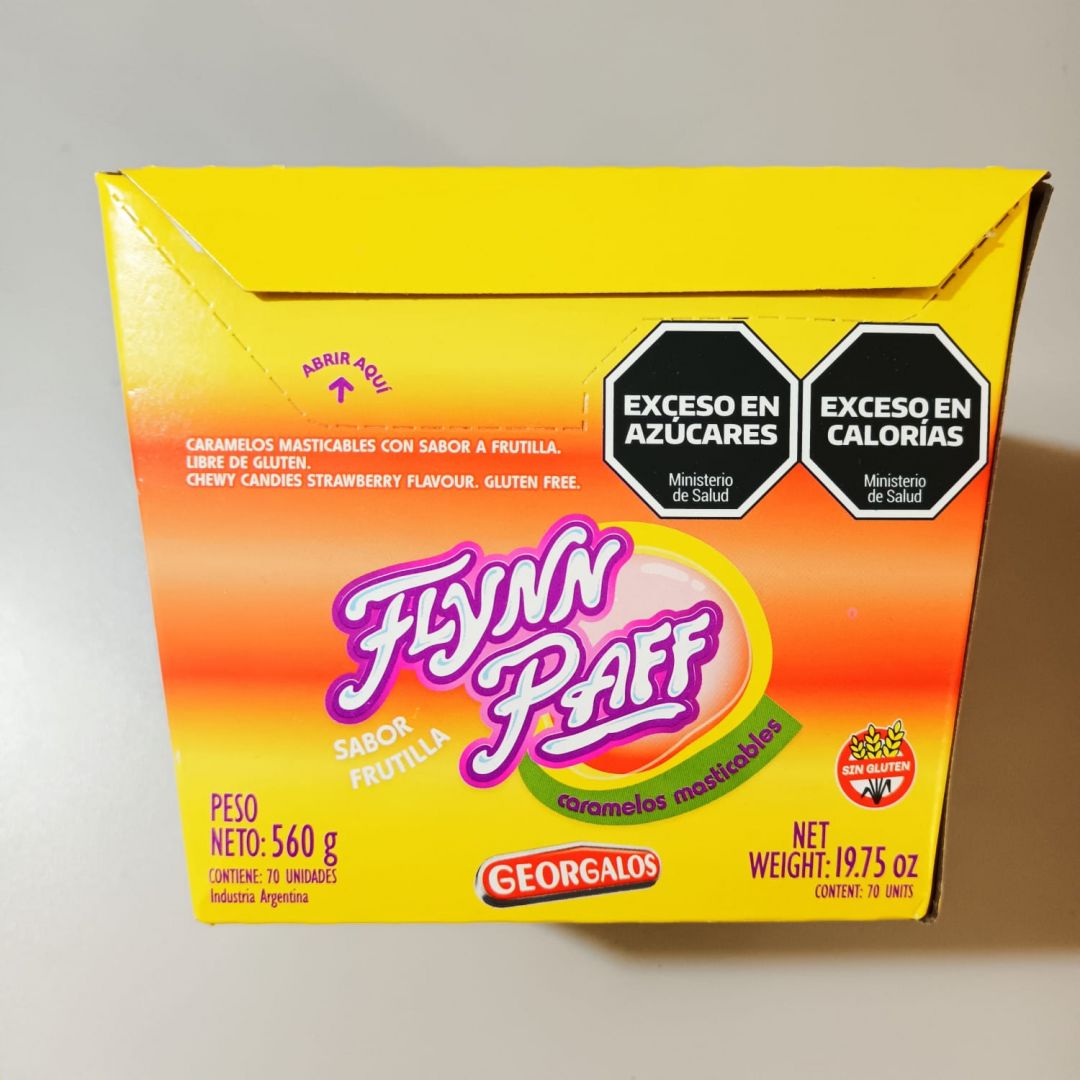 ABRIR AQUÍ
CARAMELOS MASTICABLES CON SABOR A FRUTILLA.
LIBRE DE GLUTEN.
CHEWY CANDIES STRAWBERRY FLAVOUR. GLUTEN FREE.
EXCESO EN
AZÚCARES
Ministerio
de Salud
EXCESO EN
CALORÍAS
Ministerio
de Salud
FLYNN
PAFF
SABOR
FRUTILLA
caramelos masticables
SIN GLUTEN
PESO
NETO: 560 g
CONTIENE: 70 UNIDADES
Industria Argentina
GEORGALOS
NET
WEIGHT: 19.75 oz
CONTENT: 70 UNITS